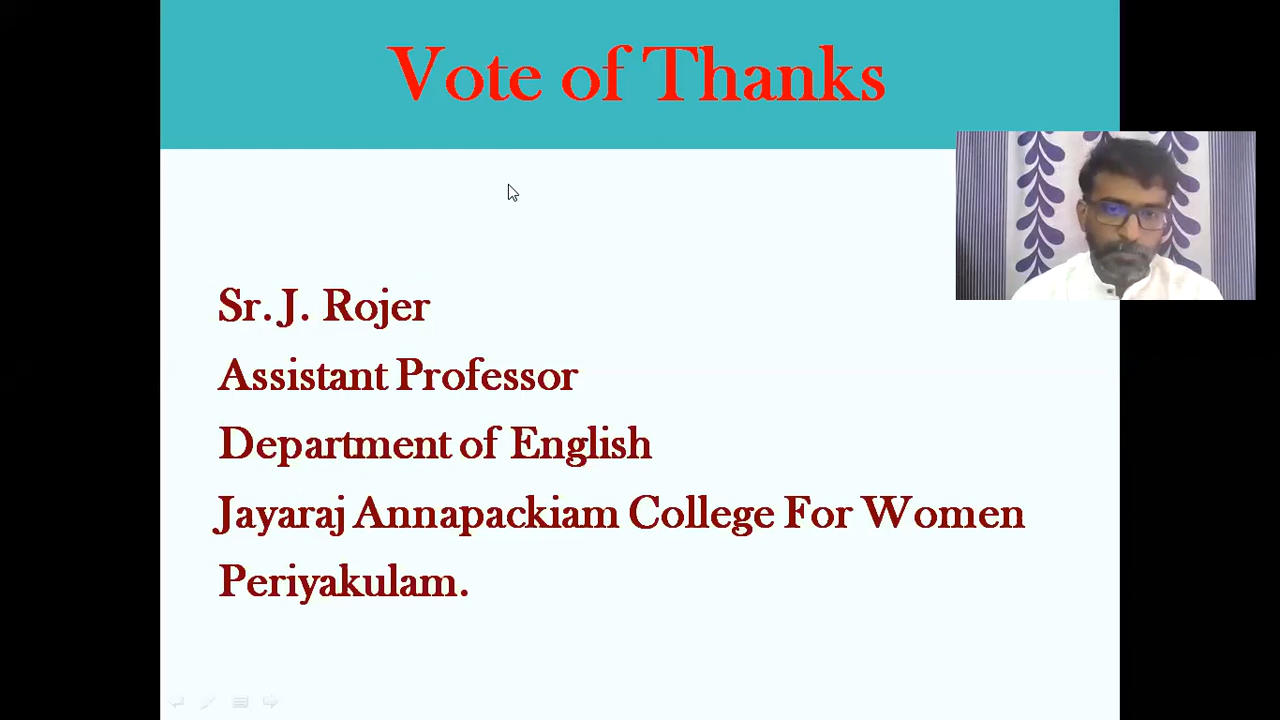 Vote of Thanks
Sr. J. Rojer
Assistant Professor
Department of English
Jayaraj Annapackiam College For Women
Periyakulam.